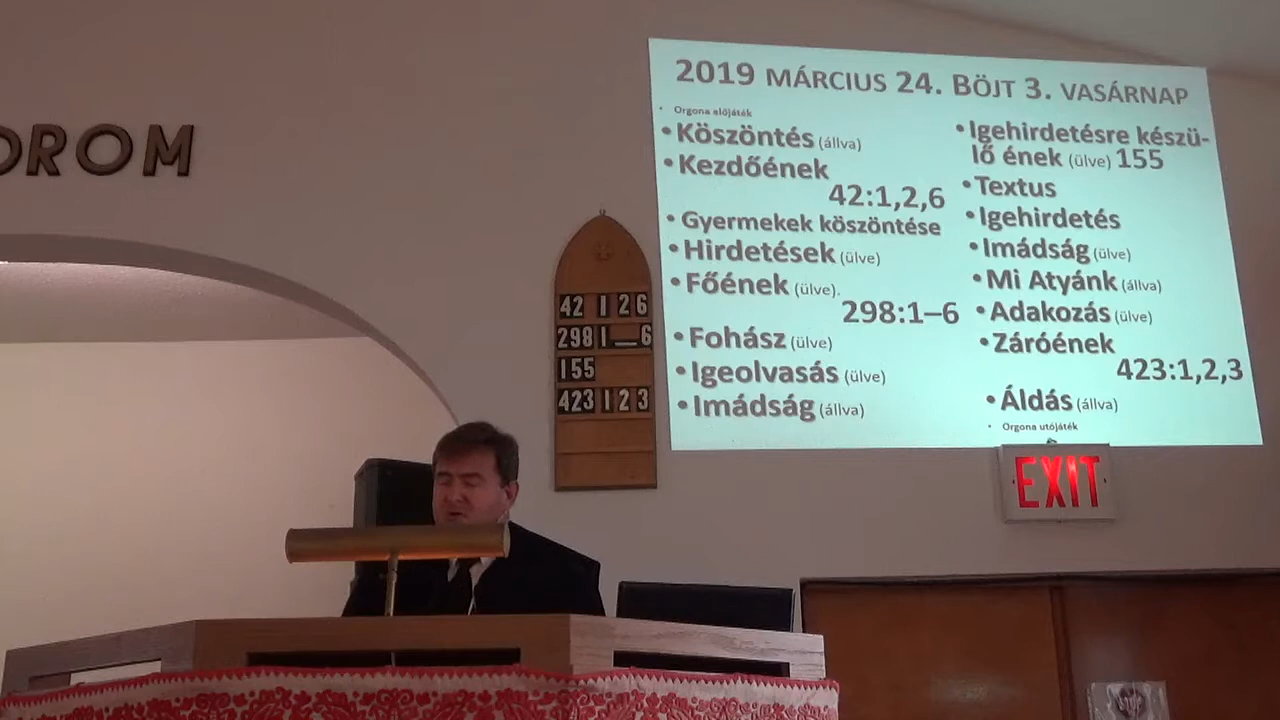 OROM
2019 MÁRCIUS 24. BÖJT 3. VASÁRNAP
• Orgona előjáték
• Köszöntés (állva)
• Kezdőének
42:1,2,6
• Gyermekek köszöntése
• Hirdetések (ülve)
• Főének (ülve).
298:1–6
• Fohász (ülve)
• Igeolvasás (ülve)
• Imádság (állva)
• Igehirdetésre készü-
lő ének (ülve) 155
• Textus
• Igehirdetés
• Imádság (ülve)
• Mi Atyánk (állva)
• Adakozás (ülve)
• Záróének
423:1,2,3
• Áldás (állva)
• Orgona utójáték
42 1 2 6
298 1 _ 6
155
423 1 2 3
EXIT